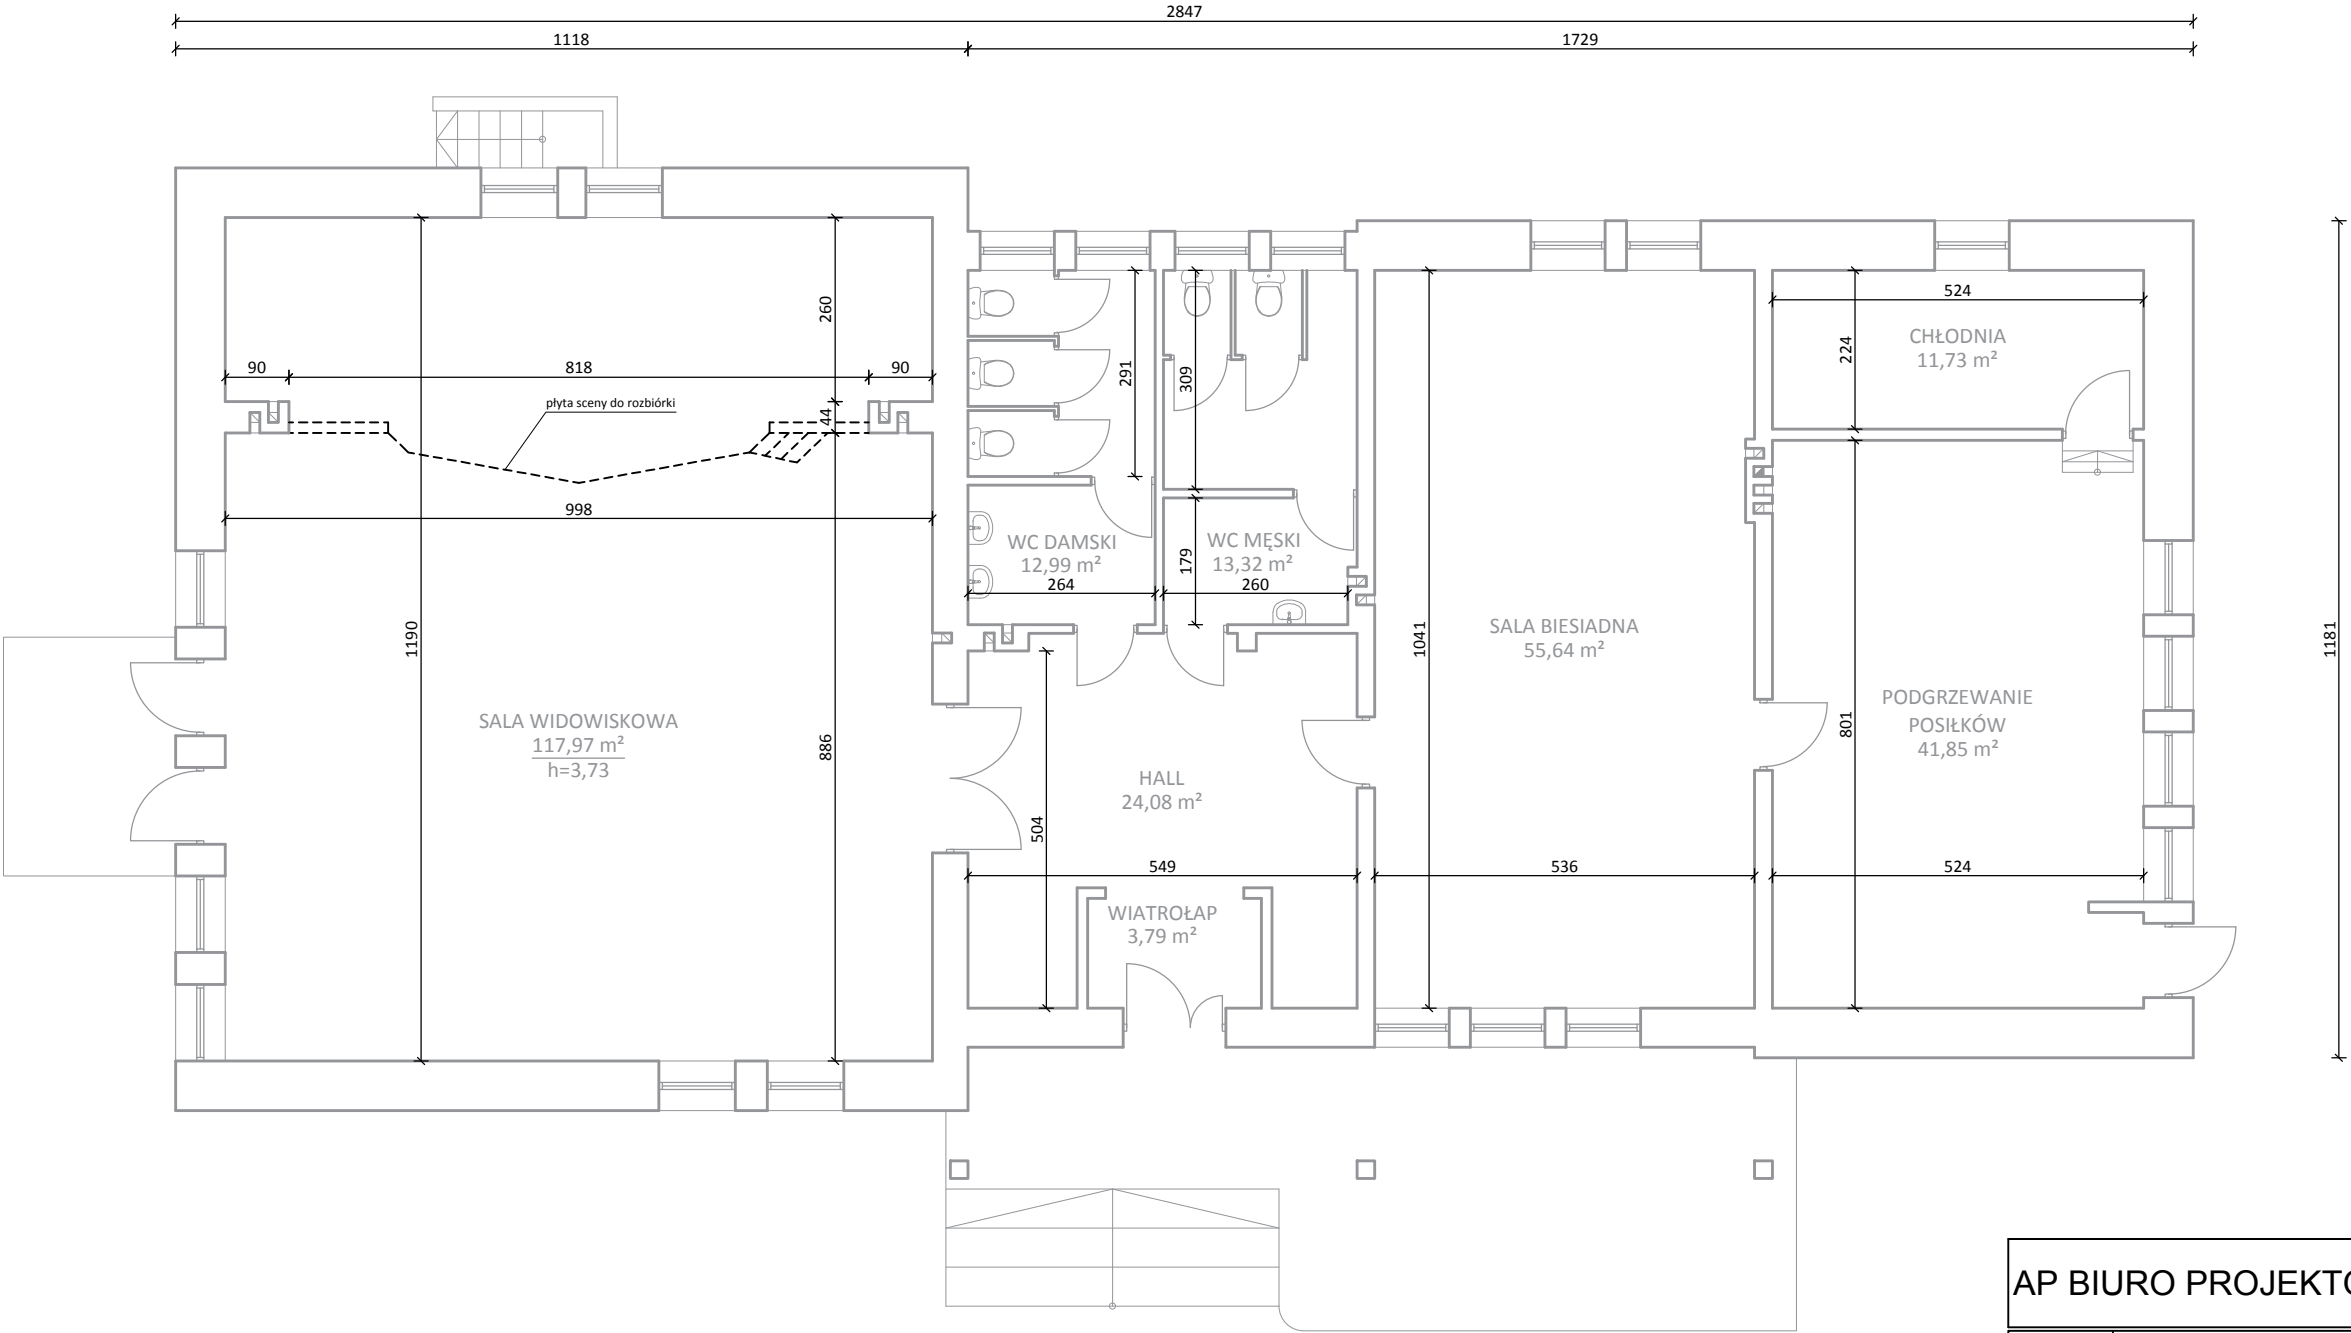 2847
1118
1729
90
818
90
260
44
płyta sceny do rozbiórki
998
1190
886
SALA WIDOWISKOWA
117,97 m²
h=3,73
291
309
WC DAMSKI
12,99 m²
264
WC MĘSKI
13,32 m²
260
179
504
HALL
24,08 m²
549
WIATROŁAP
3,79 m²
1041
SALA BIESIADNA
55,64 m²
536
524
CHŁODNIA
11,73 m²
224
801
PODGRZEWANIE
POSIŁKÓW
41,85 m²
524
1181
AP BIURO PROJEKTO